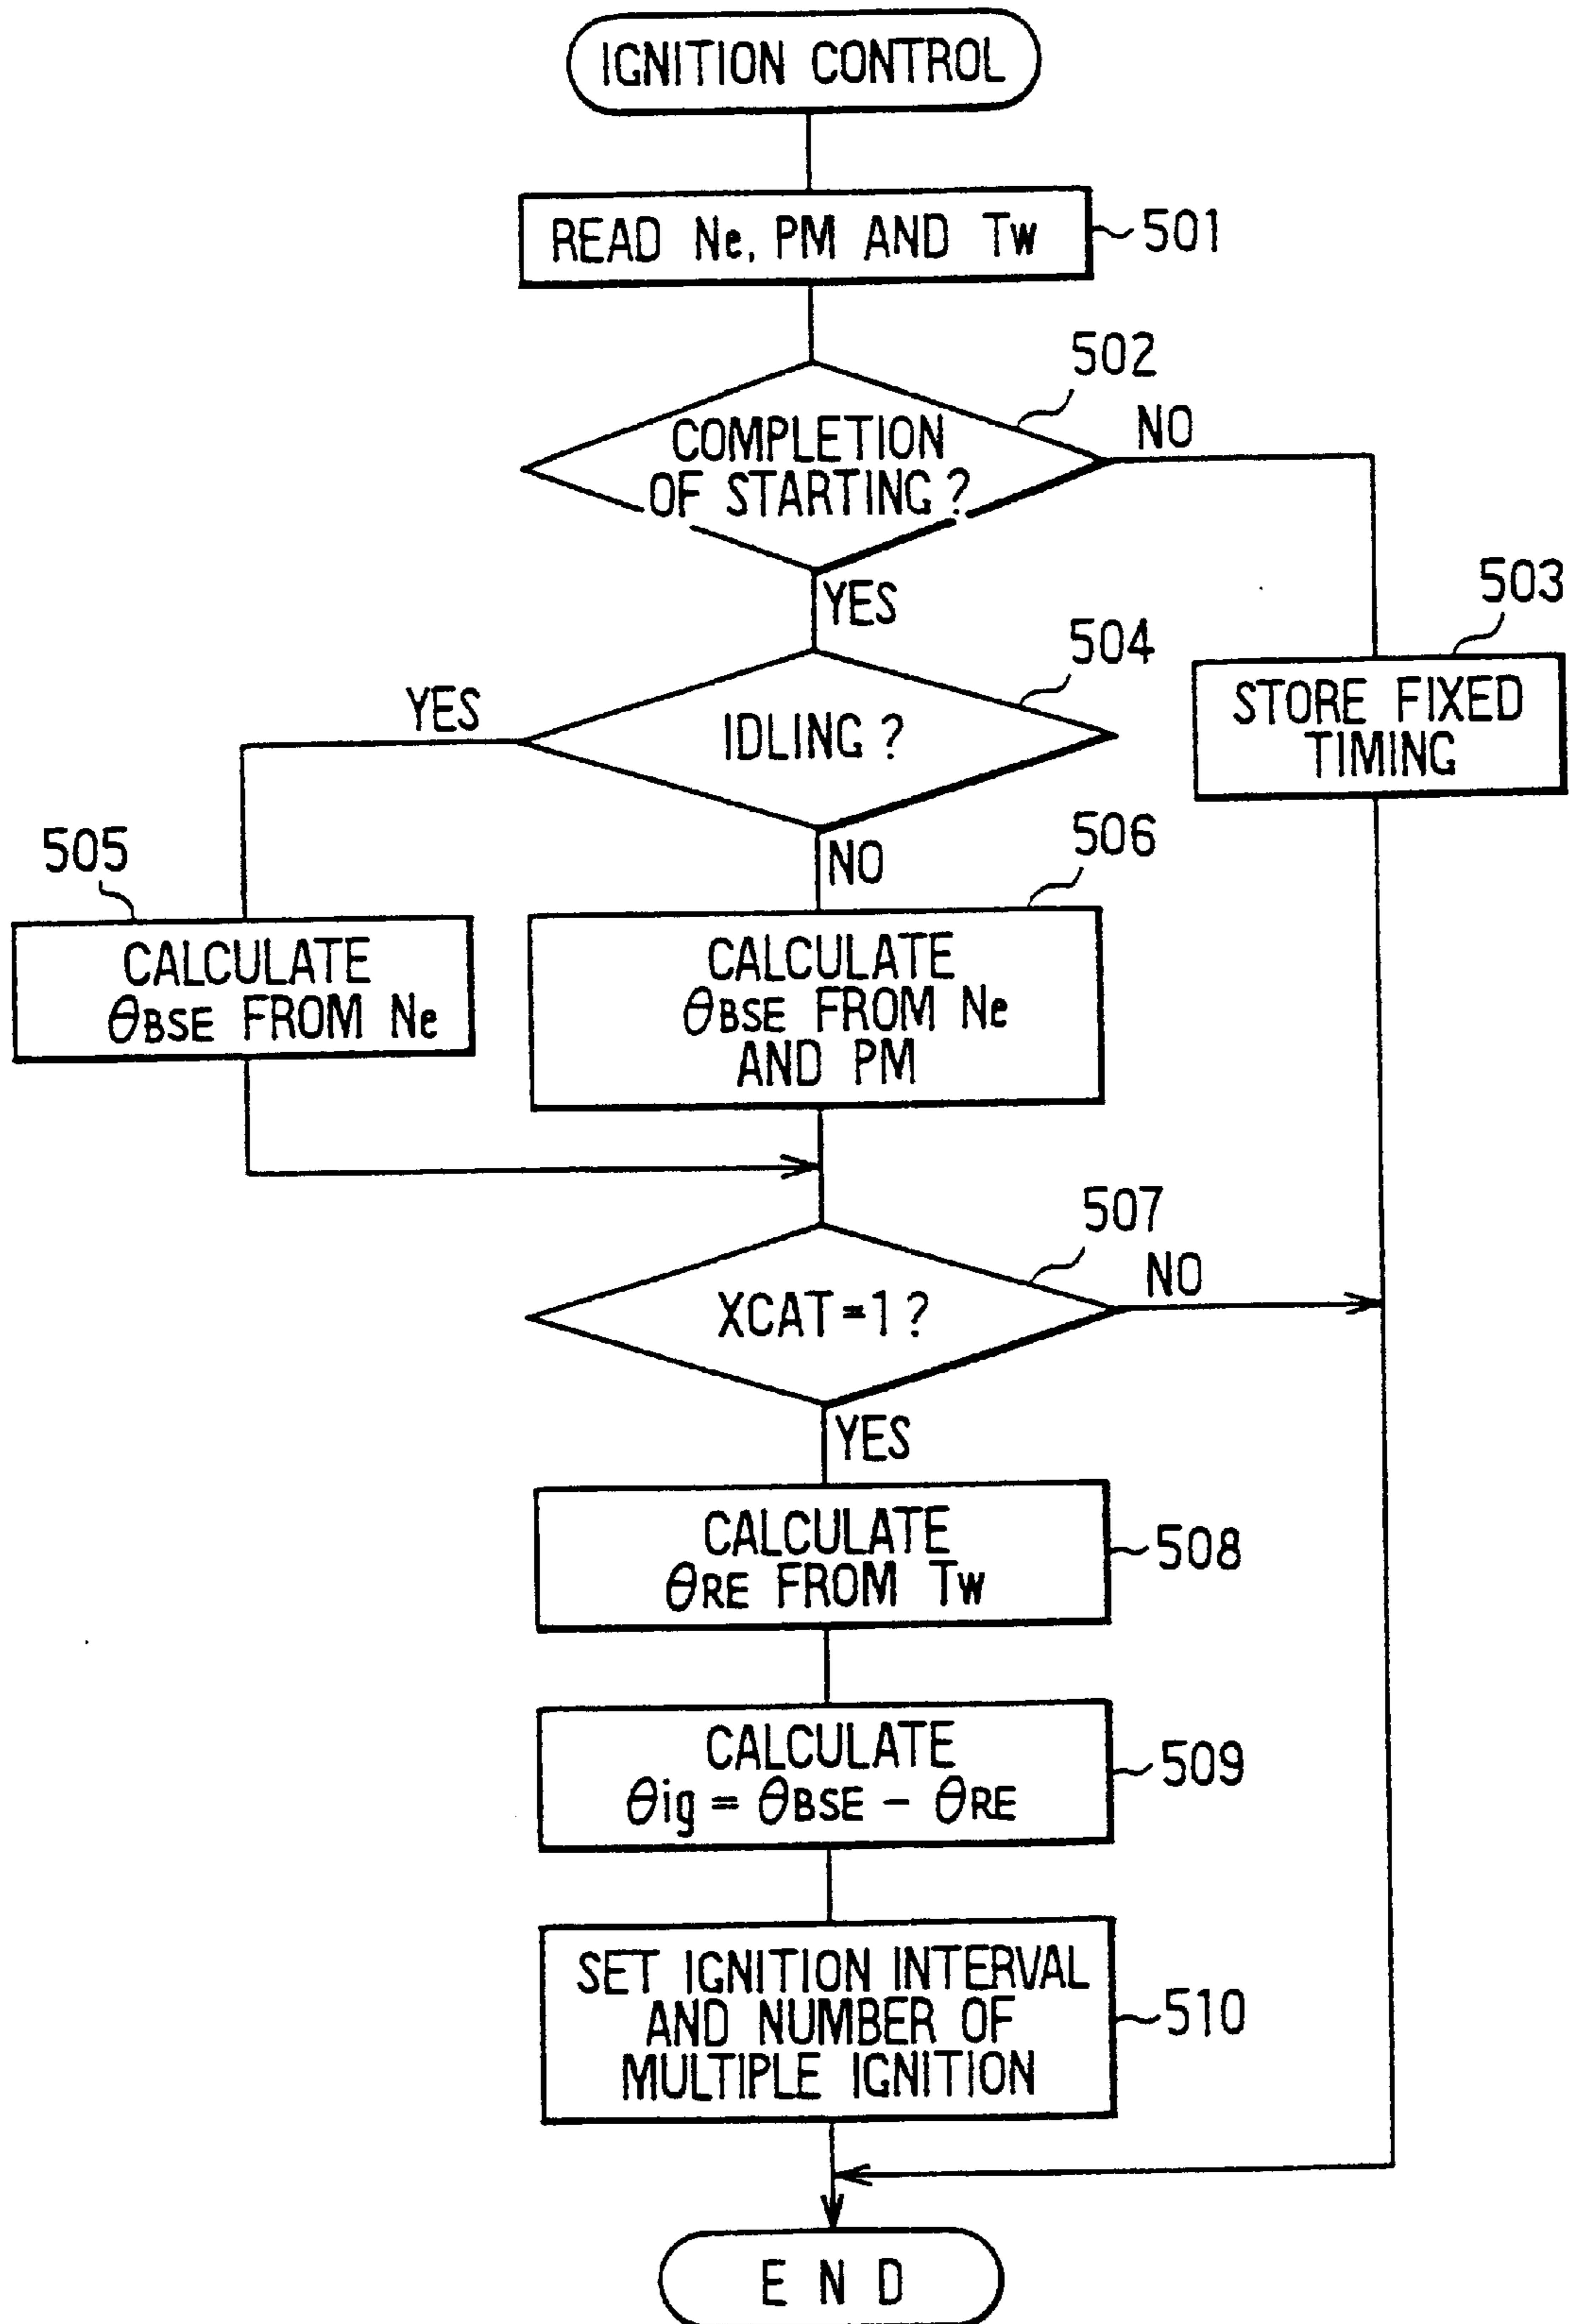 IGNITION CONTROL
READ Ne, PM AND Tw
501
502
COMPLETION
OF STARTING?
NO
YES
503
STORE FIXED
TIMING
504
YES
IDLING?
NO
505
CALCULATE
θBSE FROM Ne
506
CALCULATE
θBSE FROM Ne
AND PM
507
XCAT=1?
NO
YES
CALCULATE
θRE FROM Tw
508
CALCULATE
θig = θBSE - θRE
509
SET IGNITION INTERVAL
AND NUMBER OF
MULTIPLE IGNITION
510
END